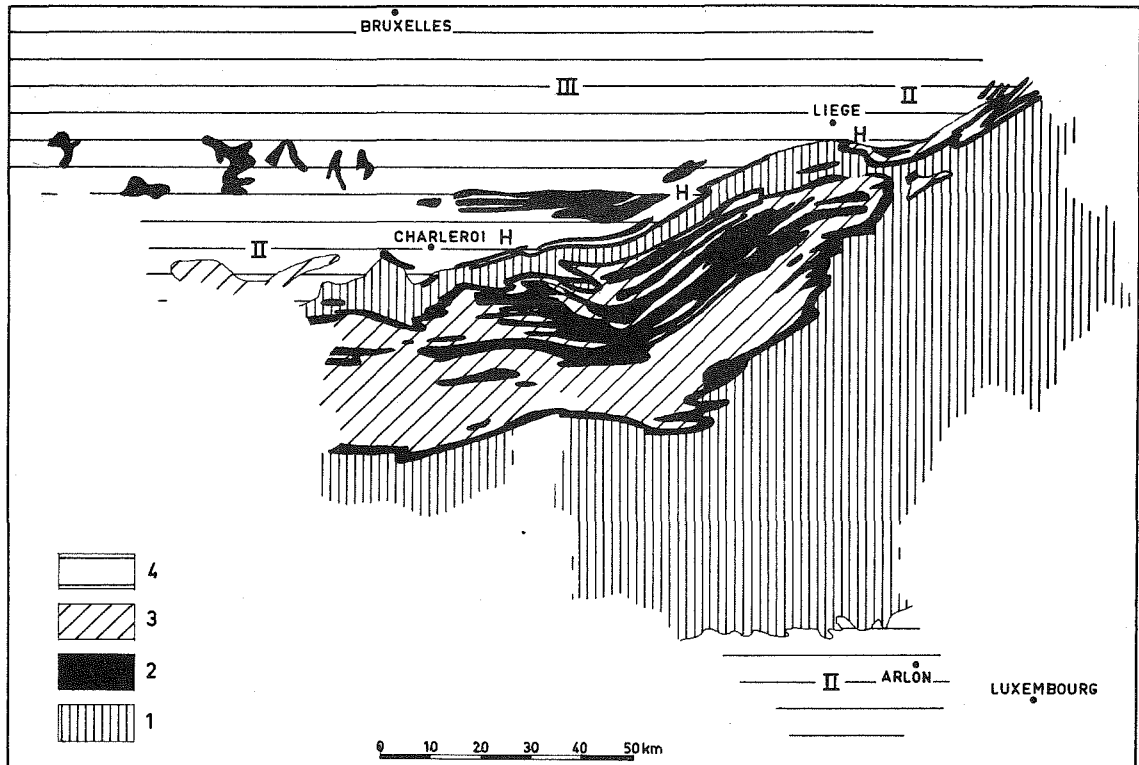 BRUXELLES
III
II
LIEGE
H
H
CHARLEROI H
II
4
3
2
1
II ARLON
LUXEMBOURG
0 10 20 30 40 50 km